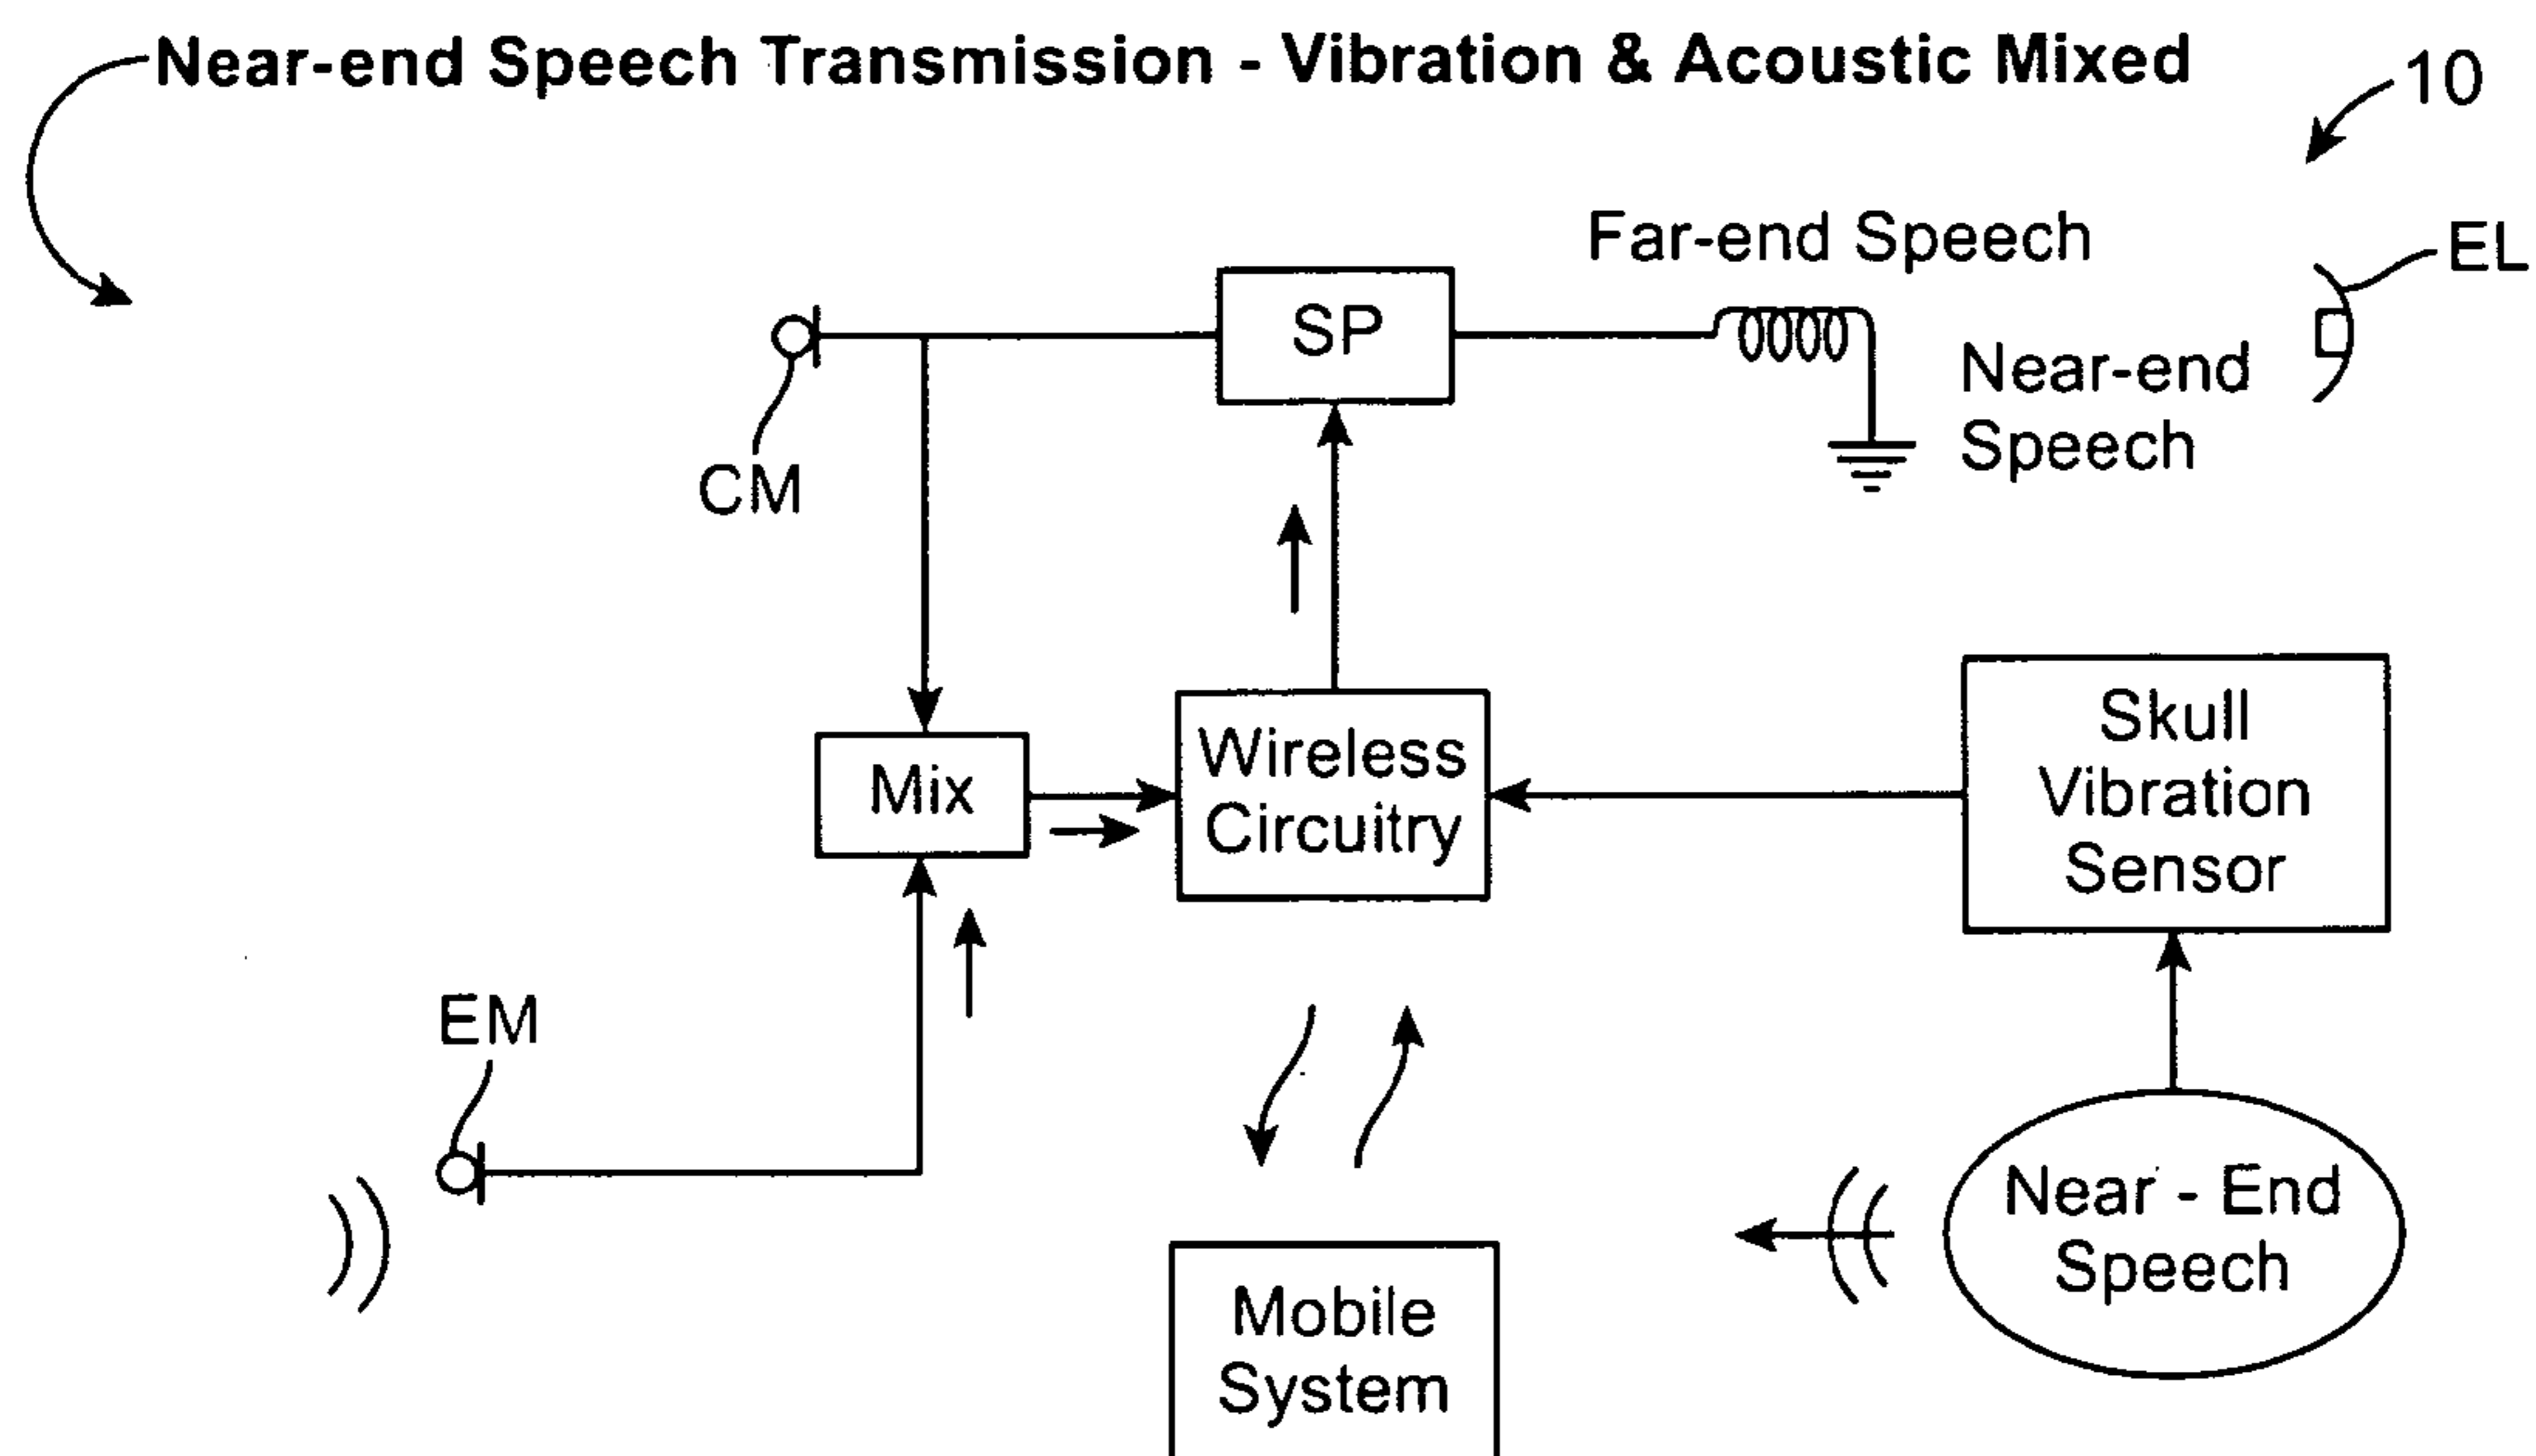 Near-end Speech Transmission - Vibration & Acoustic Mixed
10
Far-end Speech
EL
SP
Near-end
Speech
CM
Skull
Vibration
Sensor
Wireless
Circuitry
Mix
EM
Near - End
Speech
Mobile
System